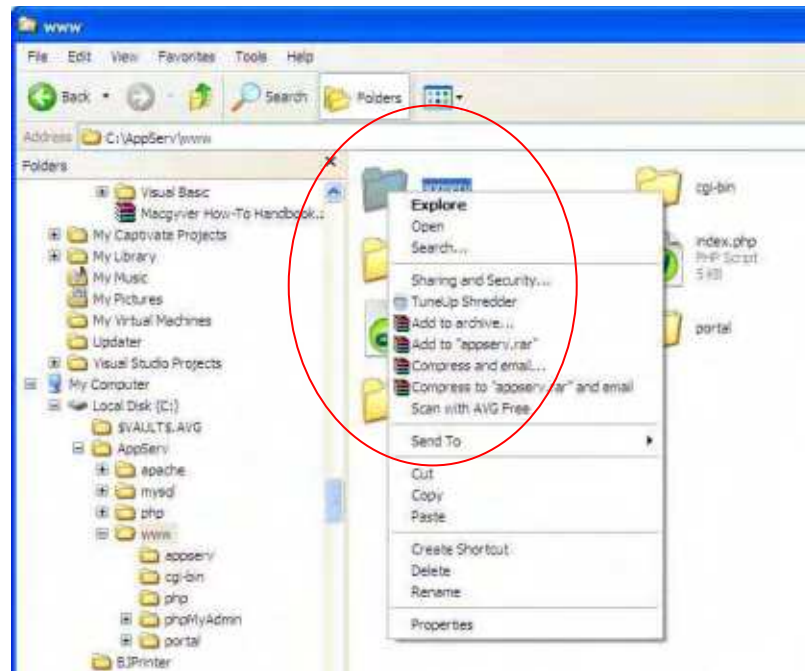 www
File Edit View Favorites Tools Help
Back Search Folders
Address C:\AppServ\www
Folders
Visual Basic
Macgyver How-To Handbook...
My Captivate Projects
My Library
My Music
My Pictures
My Virtual Machines
Updater
Visual Studio Projects
My Computer
Local Disk (C:)
$VAULT$.AVG
AppServ
apache
mysql
php
www
appserv
cgi-bin
php
phpMyAdmin
portal
BJPrinter
Explore
Open
Search...
Sharing and Security...
TuneUp Shredder
Add to archive...
Add to "appserv.rar"
Compress and email...
Compress to "appserv.rar" and email
Scan with AVG Free
Send To
Cut
Copy
Paste
Create Shortcut
Delete
Rename
Properties
cgi-bin
index.php
PHP Script
5 KB
portal